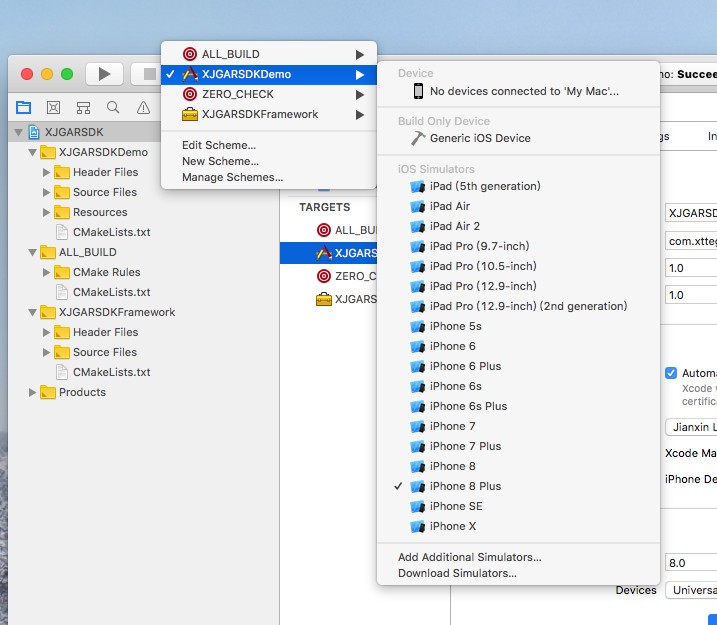 ALL_BUILD
XJGARSDKDemo
ZERO_CHECK
XJGARSDKFramework
Edit Scheme...
New Scheme...
Manage Schemes...
Device
No devices connected to 'My Mac'...
Build Only Device
Generic iOS Device
iOS Simulators
iPad (5th generation)
iPad Air
iPad Air 2
iPad Pro (9.7-inch)
iPad Pro (10.5-inch)
iPad Pro (12.9-inch)
iPad Pro (12.9-inch) (2nd generation)
iPhone 5s
iPhone 6
iPhone 6 Plus
iPhone 6s
iPhone 6s Plus
iPhone 7
iPhone 7 Plus
iPhone 8
iPhone 8 Plus
iPhone SE
iPhone X
Add Additional Simulators...
Download Simulators...
XJGARSDK
XJGARSDKDemo
Header Files
Source Files
Resources
CMakeLists.txt
ALL_BUILD
CMake Rules
CMakeLists.txt
XJGARSDKFramework
Header Files
Source Files
CMakeLists.txt
Products
TARGETS
ALL_BU
XJGARS
ZERO_C
XJGARS
no: Succee
gs In
XJGARSD
com.xtteg
1.0
1.0
Automa
Xcode w
certifica
Jianxin L
Xcode Ma
iPhone De
8.0
Devices Universa